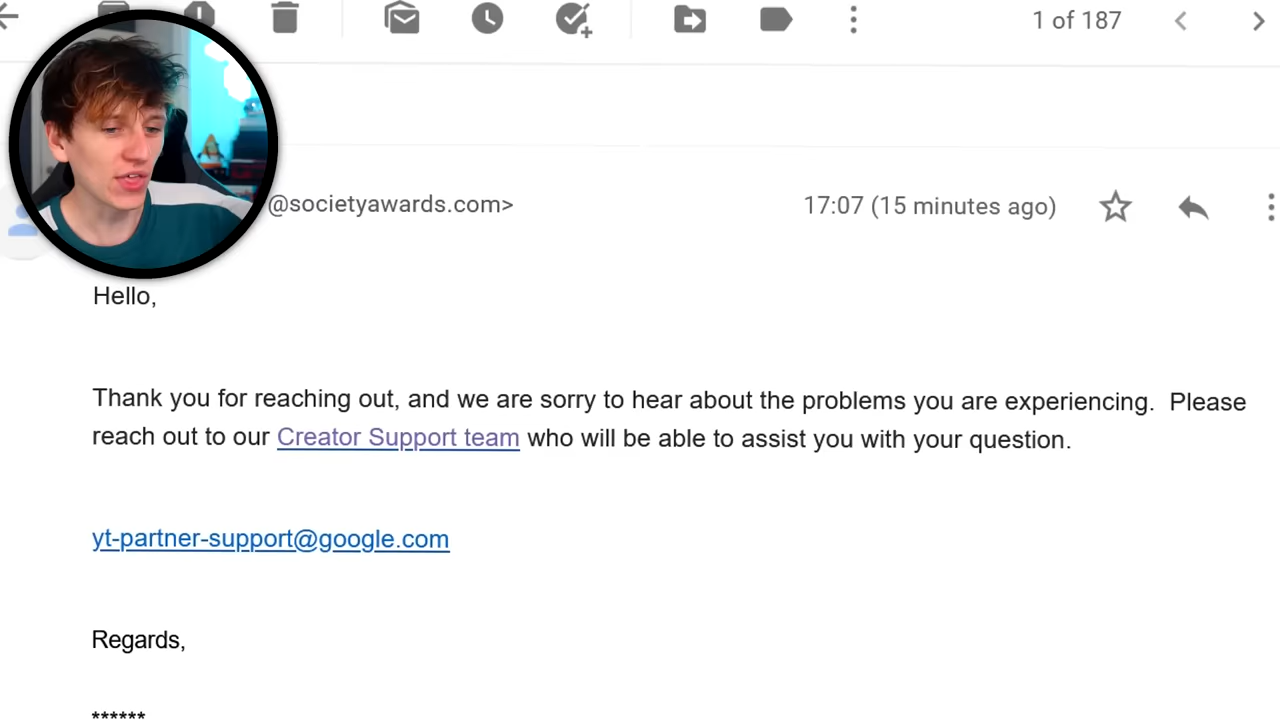 1 of 187
@societyawards.com>
17:07 (15 minutes ago)
Hello,
Thank you for reaching out, and we are sorry to hear about the problems you are experiencing.  Please
reach out to our Creator Support team who will be able to assist you with your question.
yt-partner-support@google.com
Regards,
******